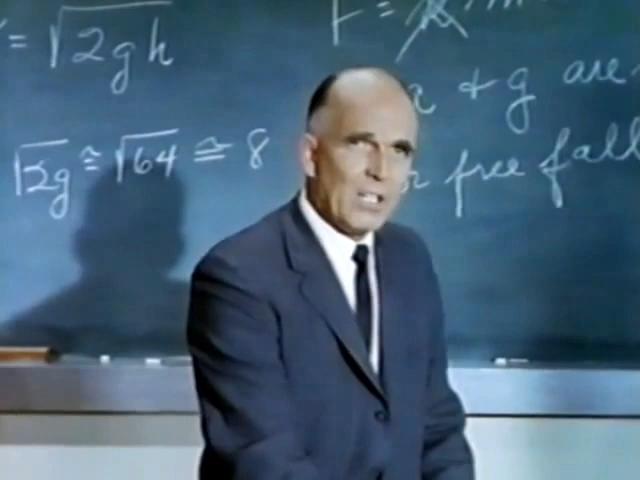 = √2gh
F =
& g are
√2g ≅ √64 ≅ 8
free fall